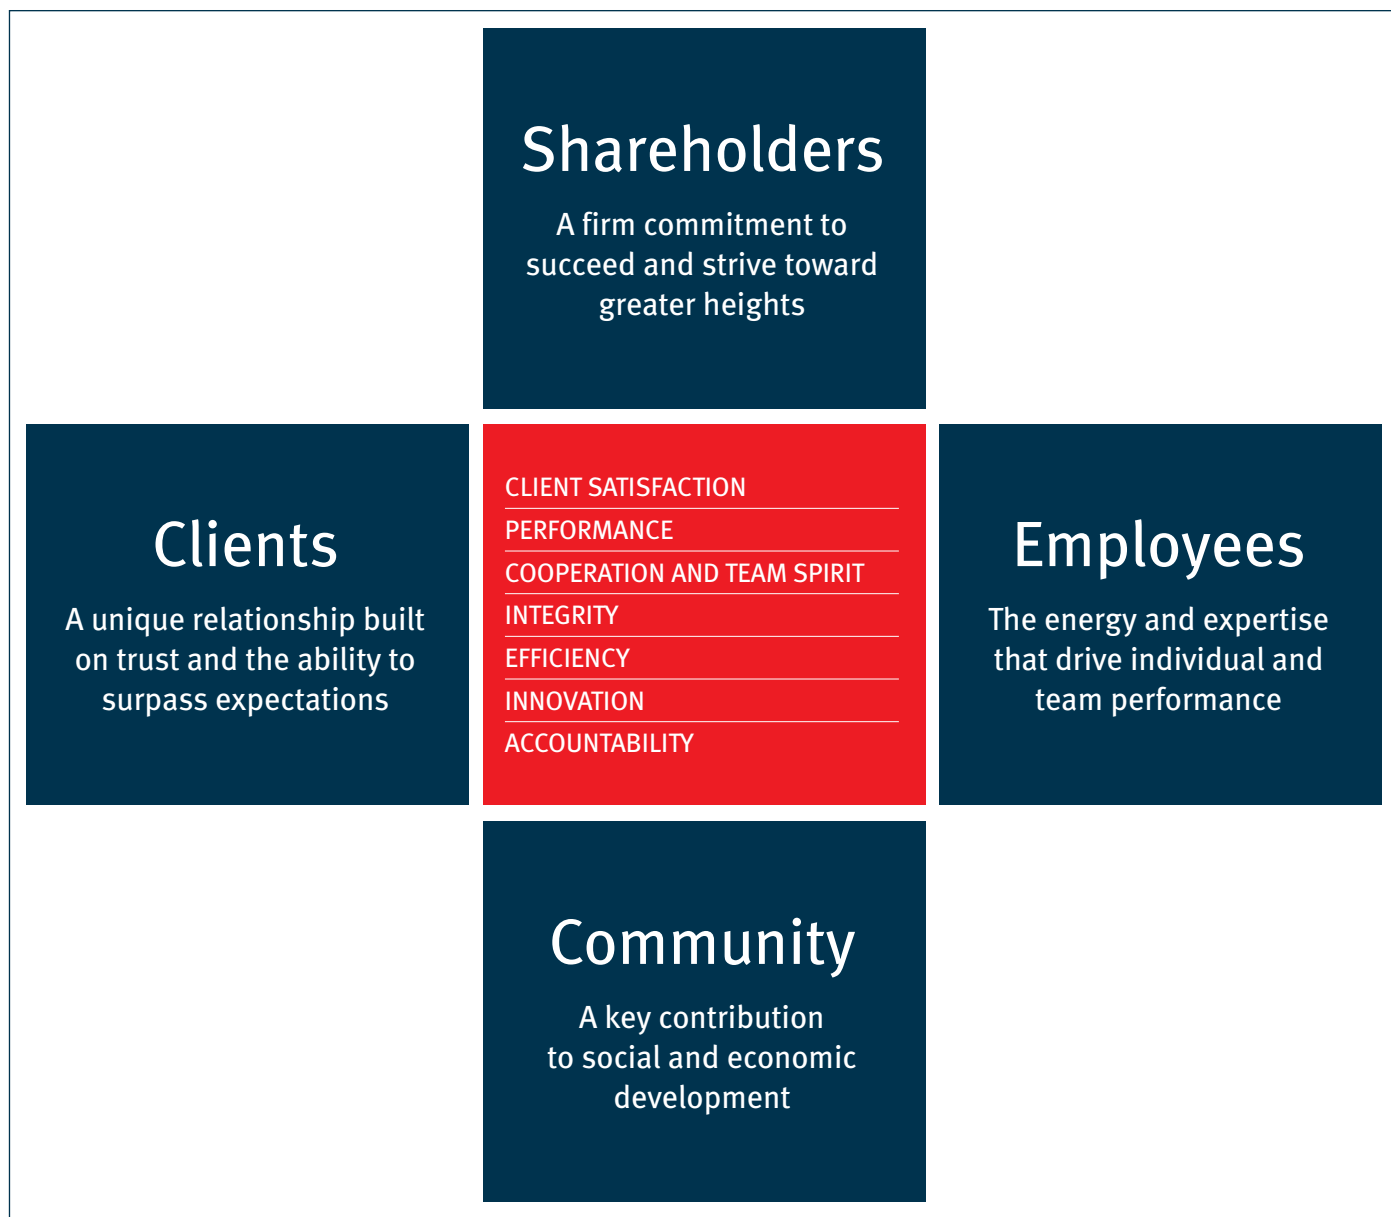 Shareholders
A firm commitment to
succeed and strive toward
greater heights
Clients
A unique relationship built
on trust and the ability to
surpass expectations
CLIENT SATISFACTION
PERFORMANCE
COOPERATION AND TEAM SPIRIT
INTEGRITY
EFFICIENCY
INNOVATION
ACCOUNTABILITY
Employees
The energy and expertise
that drive individual and
team performance
Community
A key contribution
to social and economic
development